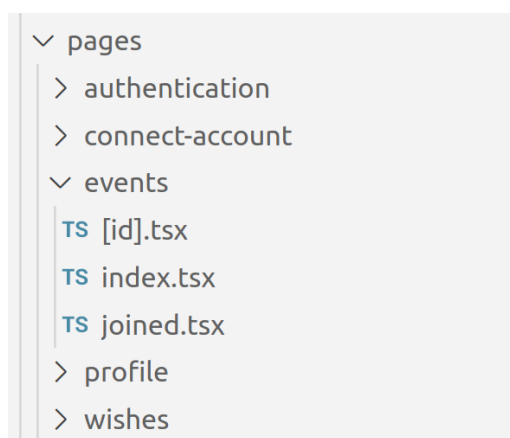 pages
authentication
connect-account
events
TS [id].tsx
TS index.tsx
TS joined.tsx
profile
wishes